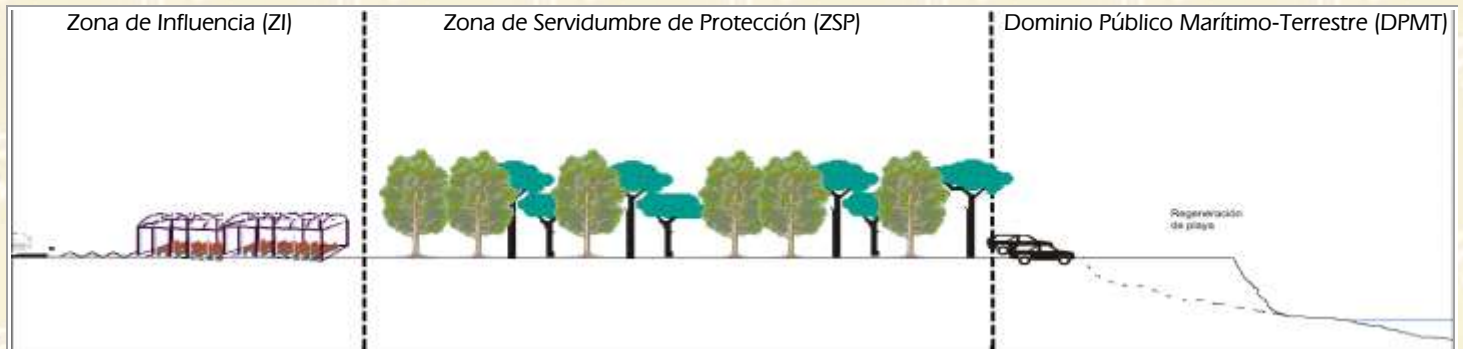 Zona de Influencia (ZI)
Zona de Servidumbre de Protección (ZSP)
Dominio Público Marítimo-Terrestre (DPMT)
Regeneración
de playa